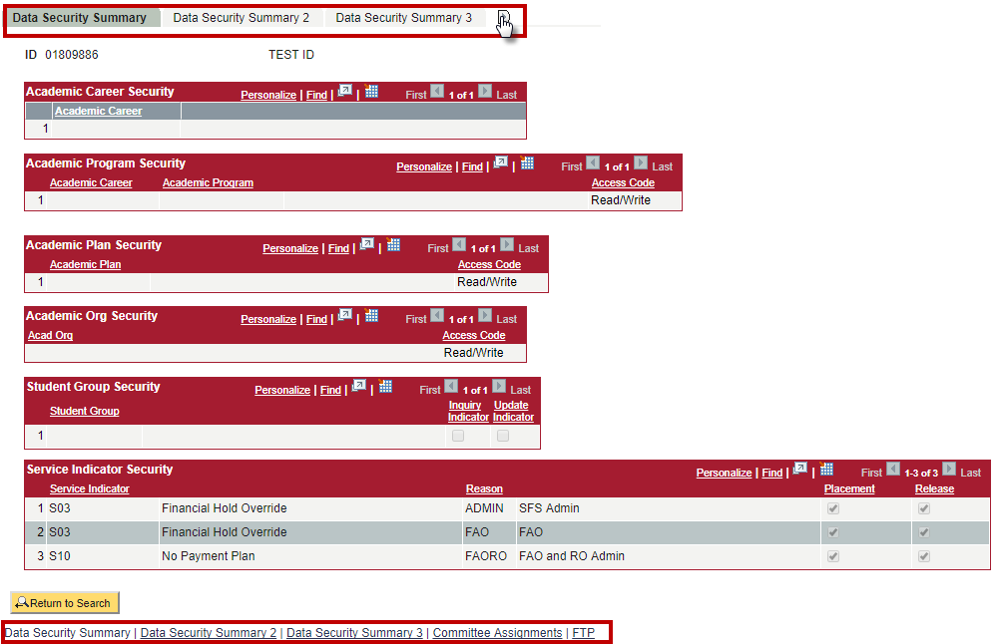 Data Security Summary Data Security Summary 2 Data Security Summary 3
ID 01809886 TEST ID
Academic Career Security Personalize | Find | | First 1 of 1 Last
Academic Career
1
Academic Program Security Personalize | Find | | First 1 of 1 Last
Academic Career Academic Program Access Code
1 Read/Write
Academic Plan Security Personalize | Find | | First 1 of 1 Last
Academic Plan Access Code
1 Read/Write
Academic Org Security Personalize | Find | | First 1 of 1 Last
Acad Org Access Code
Read/Write
Student Group Security Personalize | Find | | First 1 of 1 Last
Student Group Inquiry Indicator Update Indicator
1
Service Indicator Security Personalize | Find | | First 1-3 of 3 Last
Service Indicator Reason Placement Release
1 S03 Financial Hold Override ADMIN SFS Admin
2 S03 Financial Hold Override FAO FAO
3 S10 No Payment Plan FAORO FAO and RO Admin
Return to Search
Data Security Summary | Data Security Summary 2 | Data Security Summary 3 | Committee Assignments | FTP